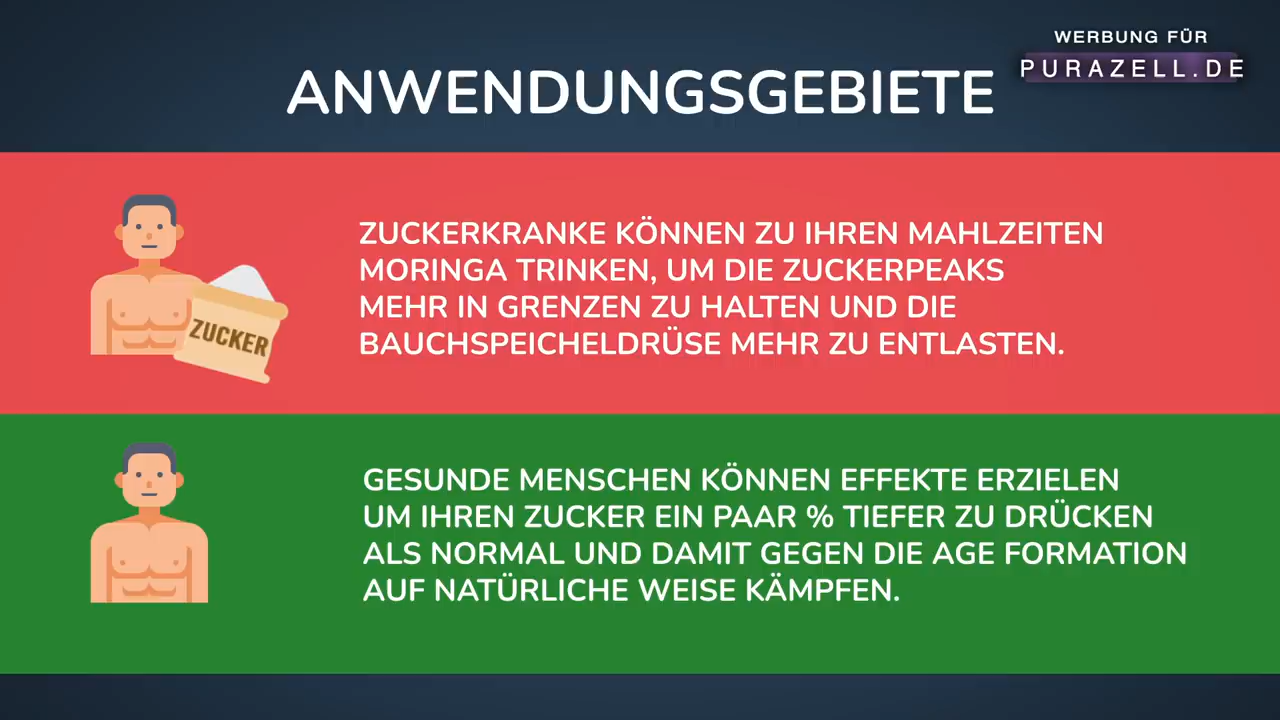 WERBUNG FÜR
PURAZELL.DE
ANWENDUNGSGEBIETE
ZUCKERKRANKE KÖNNEN ZU IHREN MAHLZEITEN
MORINGA TRINKEN, UM DIE ZUCKERPEAKS
MEHR IN GRENZEN ZU HALTEN UND DIE
BAUCHSPEICHELDRÜSE MEHR ZU ENTLASTEN.
ZUCKER
GESUNDE MENSCHEN KÖNNEN EFFEKTE ERZIELEN
UM IHREN ZUCKER EIN PAAR % TIEFER ZU DRÜCKEN
ALS NORMAL UND DAMIT GEGEN DIE AGE FORMATION
AUF NATÜRLICHE WEISE KÄMPFEN.